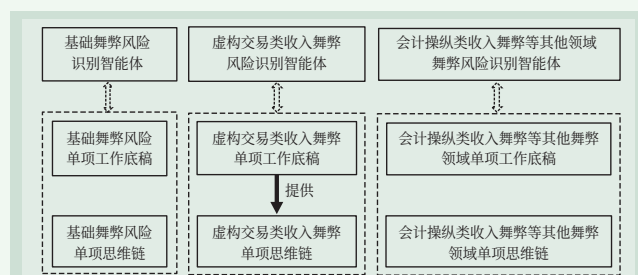 基础舞弊风险
识别智能体
虚构交易类收入舞弊
风险识别智能体
会计操纵类收入舞弊等其他领域
舞弊风险识别智能体
基础舞弊风险
单项工作底稿
虚构交易类收入舞弊
单项工作底稿
会计操纵类收入舞弊等其他舞弊
领域单项工作底稿
提供
基础舞弊风险
单项思维链
虚构交易类收入舞弊
单项思维链
会计操纵类收入舞弊等其他舞弊
领域单项思维链